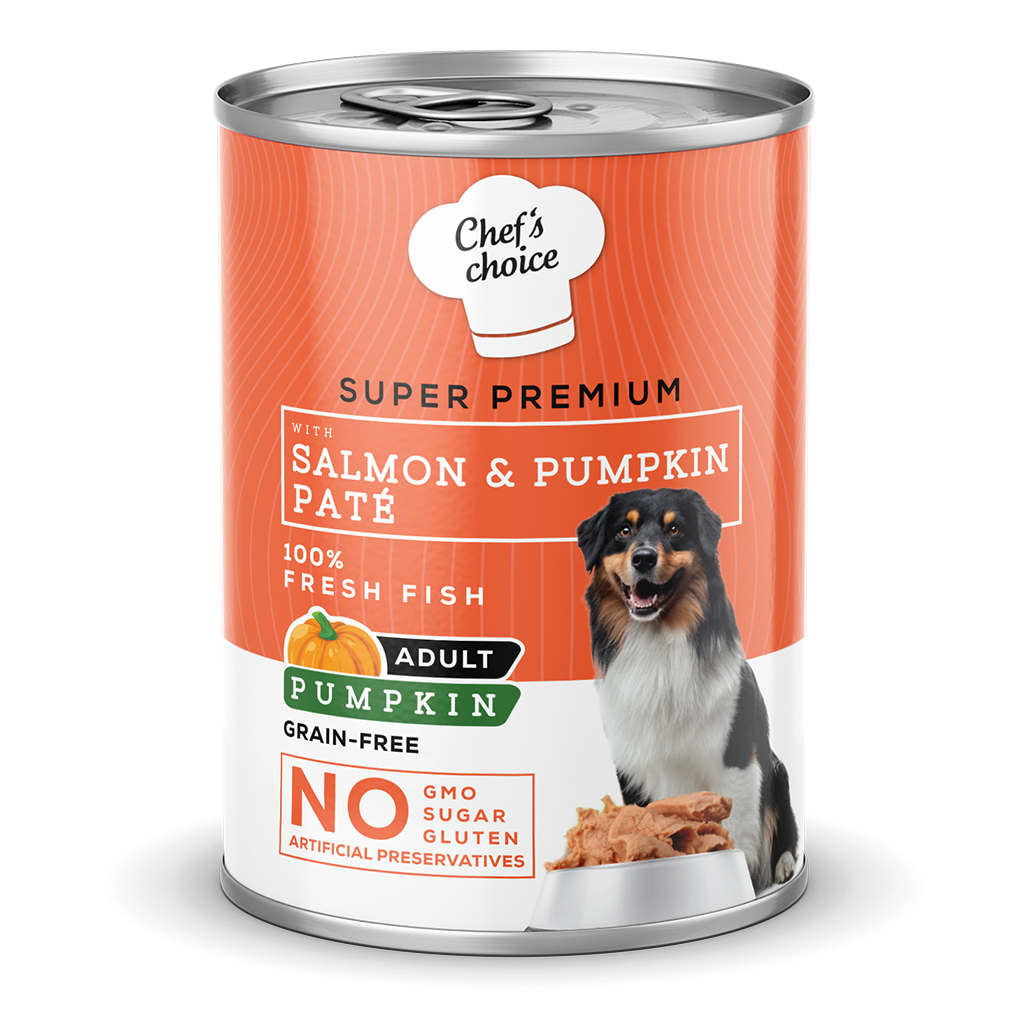 Chef's
choice
SUPER PREMIUM
WITH
SALMON & PUMPKIN
PATÉ
100%
FRESH FISH
ADULT
PUMPKIN
GRAIN-FREE
NO
GMO
SUGAR
GLUTEN
ARTIFICIAL PRESERVATIVES